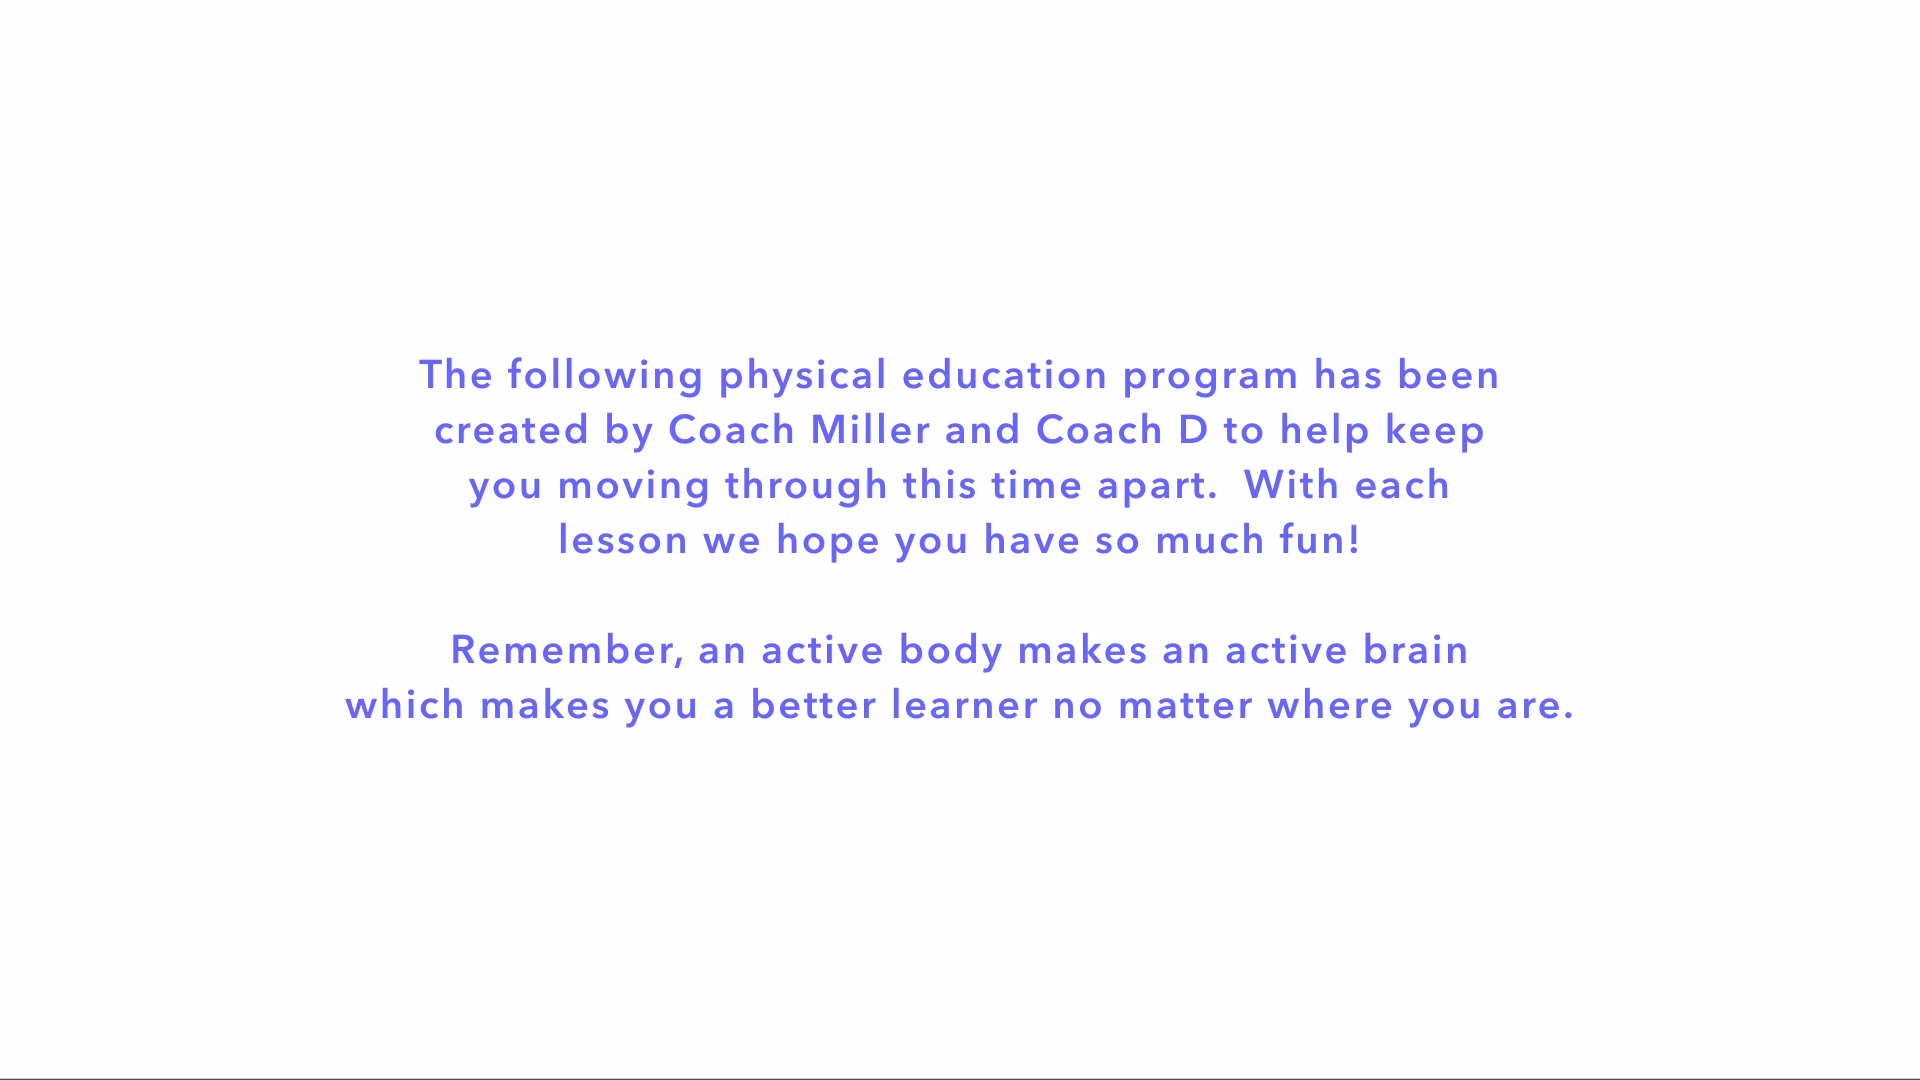 The following physical education program has been
created by Coach Miller and Coach D to help keep
you moving through this time apart.  With each
lesson we hope you have so much fun!
Remember, an active body makes an active brain
which makes you a better learner no matter where you are.